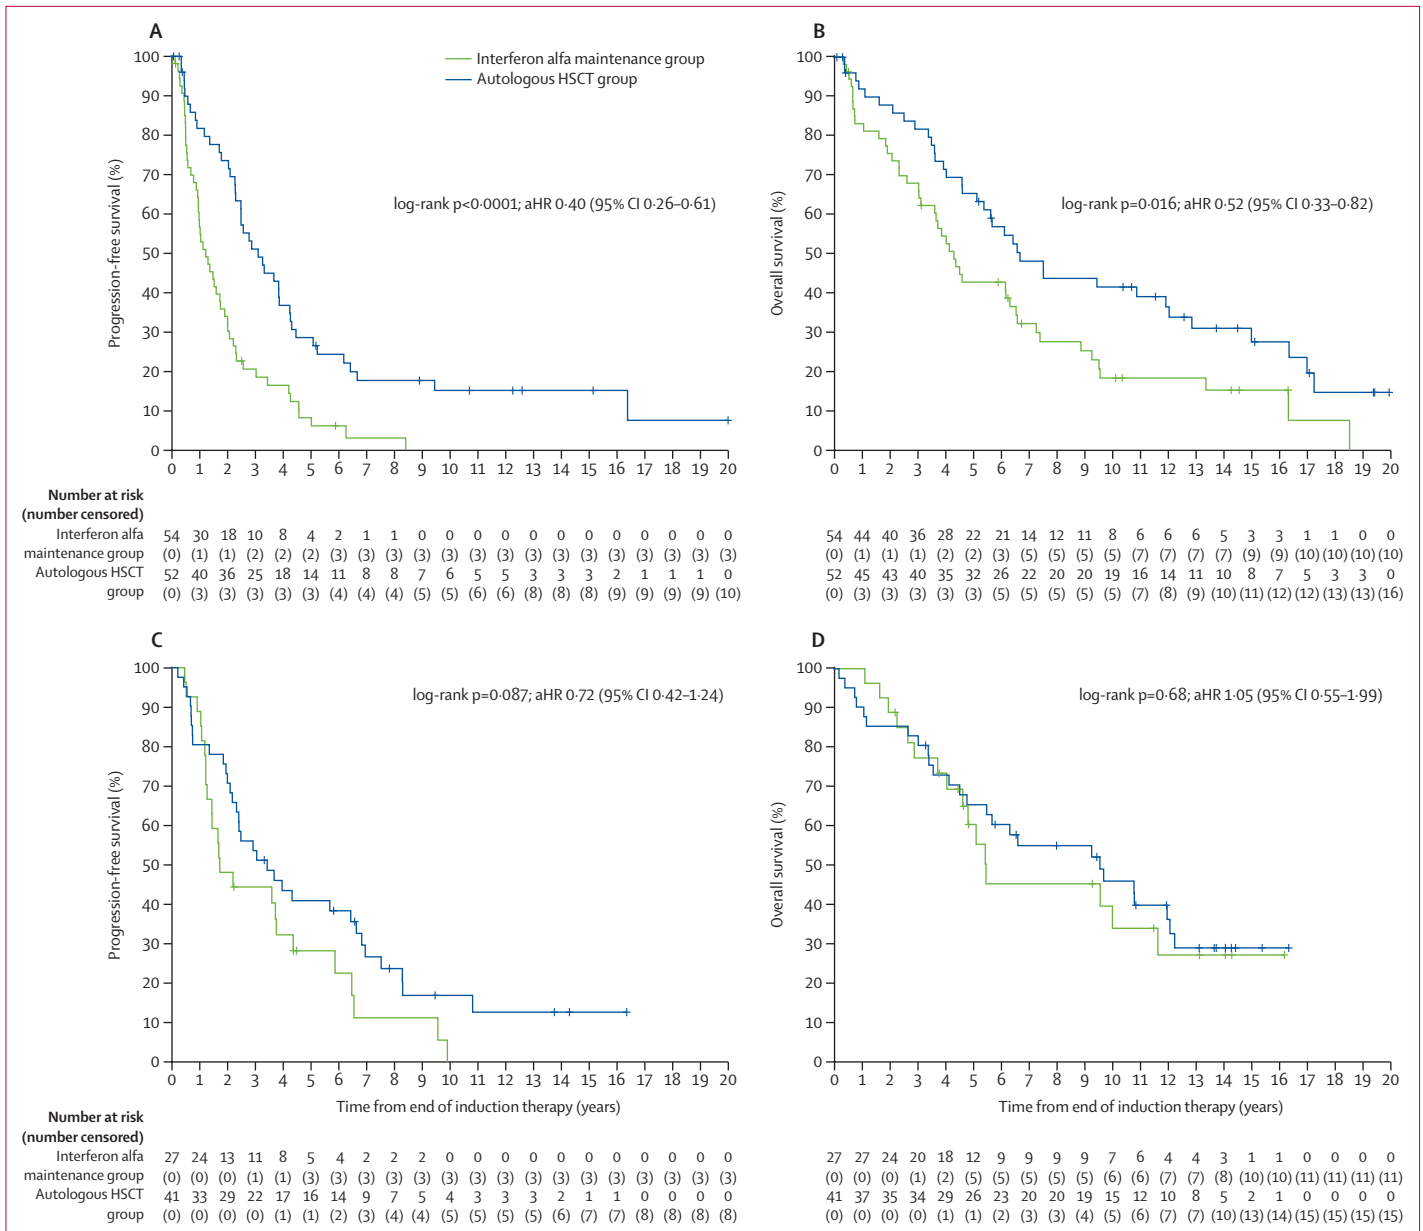 A
B
Interferon alfa maintenance group
Autologous HSCT group
100
90
80
70
60
50
40
30
20
10
0
Progression-free survival (%)
log-rank p<0·0001; aHR 0·40 (95% CI 0·26–0·61)
0 1 2 3 4 5 6 7 8 9 10 11 12 13 14 15 16 17 18 19 20
100
90
80
70
60
50
40
30
20
10
0
Overall survival (%)
log-rank p=0·016; aHR 0·52 (95% CI 0·33–0·82)
0 1 2 3 4 5 6 7 8 9 10 11 12 13 14 15 16 17 18 19 20
Number at risk
(number censored)
Interferon alfa 54 30 18 10 8 4 2 1 1 0 0 0 0 0 0 0 0 0 0 0 0 54 44 40 36 28 22 21 14 12 11 8 6 6 6 5 3 3 1 1 0 0
maintenance group (0) (1) (1) (2) (2) (2) (3) (3) (3) (3) (3) (3) (3) (3) (3) (3) (3) (3) (3) (3) (3) (0) (1) (1) (1) (2) (2) (3) (5) (5) (5) (6) (7) (7) (7) (7) (9) (9) (10) (10) (10) (10)
Autologous HSCT 52 40 36 25 18 14 11 8 8 7 6 5 5 3 3 3 2 1 1 1 0 52 45 43 40 35 32 26 22 20 20 19 16 14 11 10 8 7 5 3 3 0
group (0) (3) (3) (3) (3) (3) (4) (4) (4) (5) (5) (6) (6) (8) (8) (8) (9) (9) (9) (9) (10) (0) (3) (3) (3) (3) (3) (5) (5) (5) (5) (5) (7) (8) (9) (10) (11) (12) (12) (13) (13) (16)
C
D
100
90
80
70
60
50
40
30
20
10
0
Progression-free survival (%)
log-rank p=0·087; aHR 0·72 (95% CI 0·42–1·24)
0 1 2 3 4 5 6 7 8 9 10 11 12 13 14 15 16 17 18 19 20
Time from end of induction therapy (years)
100
90
80
70
60
50
40
30
20
10
0
Overall survival (%)
log-rank p=0·68; aHR 1·05 (95% CI 0·55–1·99)
0 1 2 3 4 5 6 7 8 9 10 11 12 13 14 15 16 17 18 19 20
Time from end of induction therapy (years)
Number at risk
(number censored)
Interferon alfa 27 24 13 11 8 5 4 2 2 2 0 0 0 0 0 0 0 0 0 0 0 27 27 24 20 18 12 9 9 9 9 7 6 4 4 3 1 1 0 0 0 0
maintenance group (0) (0) (0) (1) (1) (3) (3) (3) (3) (3) (3) (3) (3) (3) (3) (3) (3) (3) (3) (3) (3) (0) (0) (0) (1) (2) (5) (5) (5) (5) (5) (6) (6) (7) (7) (8) (10) (10) (11) (11) (11) (11)
Autologous HSCT 41 33 29 22 17 16 14 9 7 5 4 3 3 3 2 1 1 0 0 0 0 41 37 35 34 29 26 23 20 20 19 15 12 10 8 5 2 1 0 0 0 0
group (0) (0) (0) (0) (1) (1) (2) (3) (4) (4) (5) (5) (5) (5) (6) (7) (7) (8) (8) (8) (8) (0) (0) (0) (0) (1) (1) (2) (3) (3) (4) (5) (6) (7) (7) (10) (13) (14) (15) (15) (15) (15)